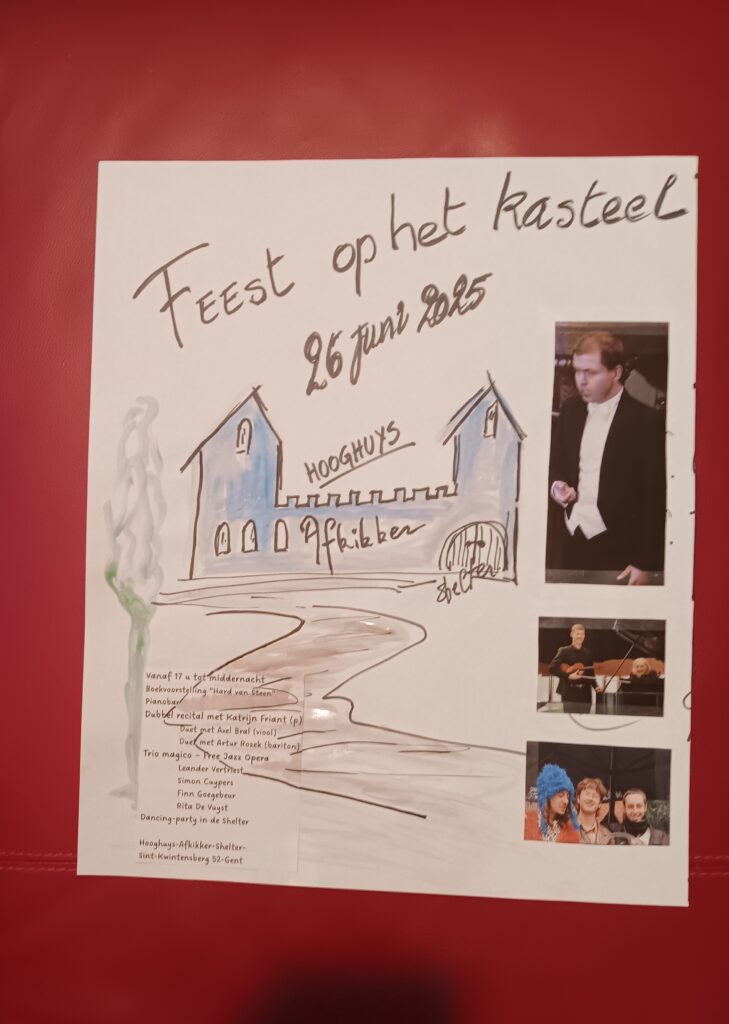 Feest op het kasteel
26 juni 2025
HOOGHUYS
Afkikker
Shelter
Vanaf 17 u tot middernacht
Boekvoorstelling "Hard van Steen"
Pianobar
Dubbel recital met Katrijn Friant (p)
Duet met Axel Bral (viool)
Duet met Artur Rozek (bariton)
Trio magico – Free Jazz Opera
Leander Vertriest
Simon Cuypers
Finn Goegebeur
Rita De Vuyst
Dancing-party in de Shelter
Hooghuys-Afkikker-Shelter-
Sint-Kwintensberg 52-Gent